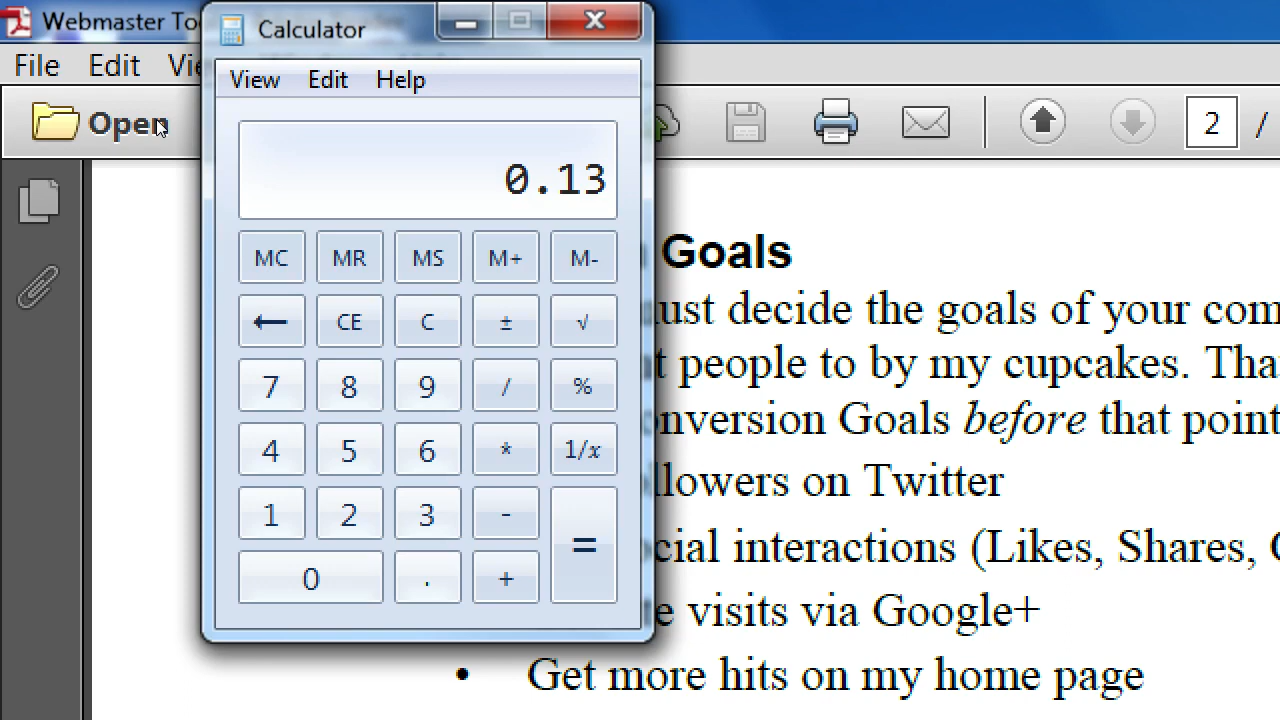 Webmaster To
Calculator
File Edit Vi
View Edit Help
Open
2 /
0.13
MC MR MS M+ M-
← CE C ± √
7 8 9 / %
4 5 6 * 1/x
1 2 3 - =
0 . +
Goals
ust decide the goals of your com
t people to by my cupcakes. Tha
nversion Goals before that point
llowers on Twitter
cial interactions (Likes, Shares,
e visits via Google+
• Get more hits on my home page